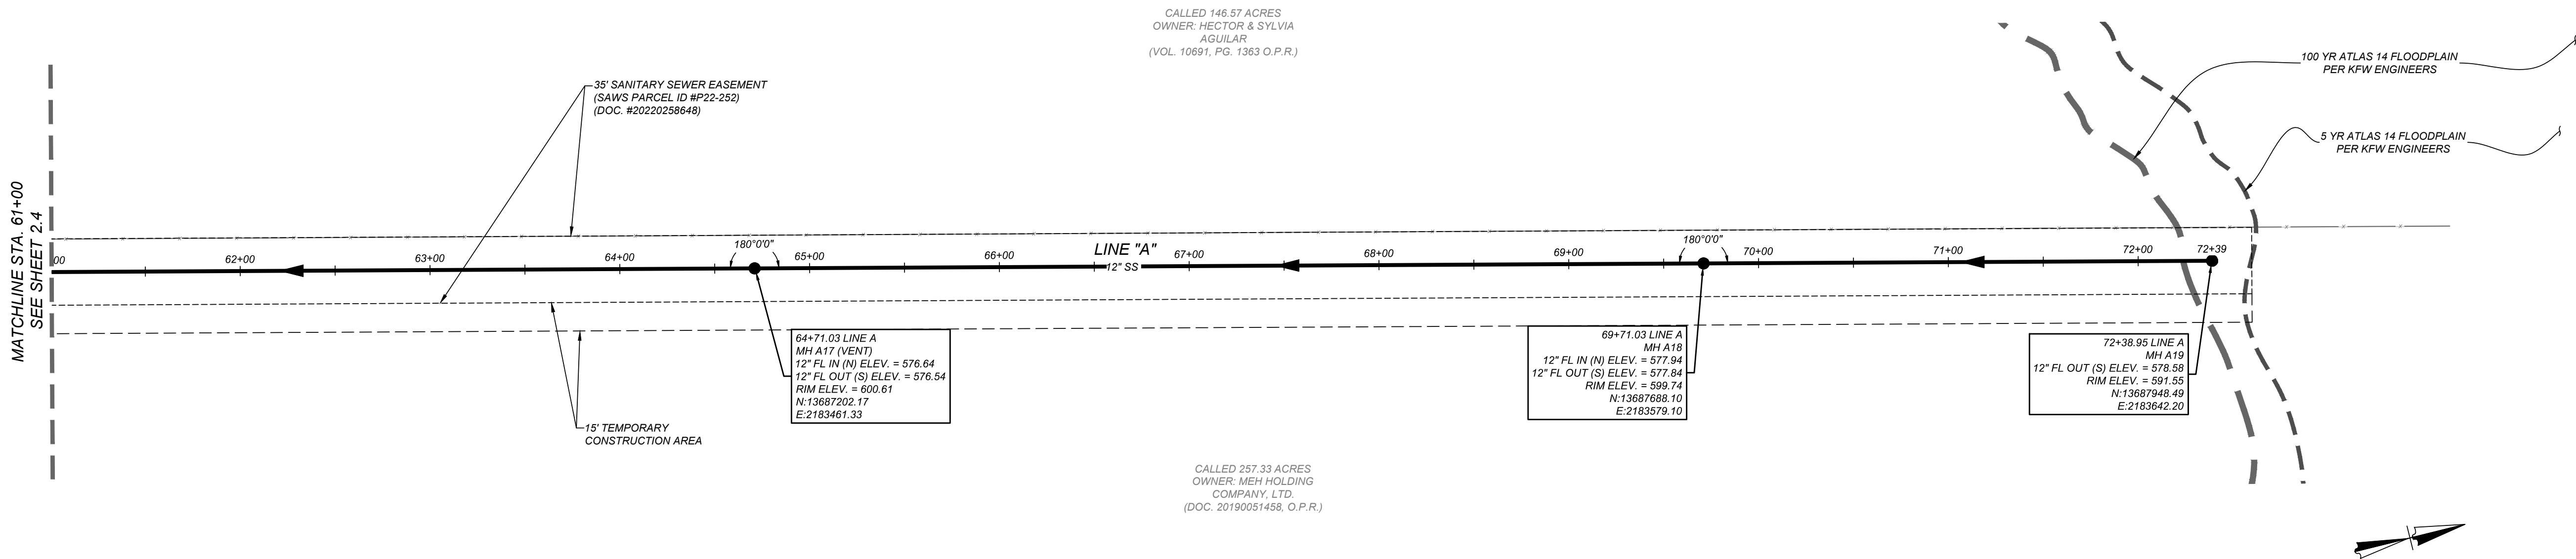 CALLED 146.57 ACRES
OWNER: HECTOR & SYLVIA
AGUILAR
(VOL. 10691, PG. 1363 O.P.R.)
100 YR ATLAS 14 FLOODPLAIN
PER KFW ENGINEERS
5 YR ATLAS 14 FLOODPLAIN
PER KFW ENGINEERS
35' SANITARY SEWER EASEMENT
(SAWS PARCEL ID #P22-252)
(DOC. #20220258648)
MATCHLINE STA. 61+00
SEE SHEET 2.4
00
62+00
63+00
64+00
180°0'0"
65+00
66+00
LINE "A"
12" SS
67+00
68+00
69+00
180°0'0"
70+00
71+00
72+00
72+39
64+71.03 LINE A
MH A17 (VENT)
12" FL IN (N) ELEV. = 576.64
12" FL OUT (S) ELEV. = 576.54
RIM ELEV. = 600.61
N:13687202.17
E:2183461.33
69+71.03 LINE A
MH A18
12" FL IN (N) ELEV. = 577.94
12" FL OUT (S) ELEV. = 577.84
RIM ELEV. = 599.74
N:13687688.10
E:2183579.10
72+38.95 LINE A
MH A19
12" FL OUT (S) ELEV. = 578.58
RIM ELEV. = 591.55
N:13687948.49
E:2183642.20
15' TEMPORARY
CONSTRUCTION AREA
CALLED 257.33 ACRES
OWNER: MEH HOLDING
COMPANY, LTD.
(DOC. 20190051458, O.P.R.)